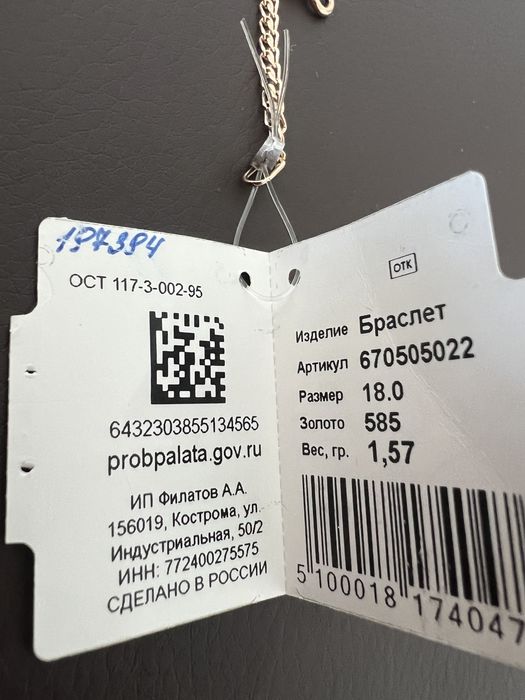 197394
ОСТ 117-3-002-95
6432303855134565
probpalata.gov.ru
ИП Филатов А.А.
156019, Кострома, ул.
Индустриальная, 50/2
ИНН: 772400275575
СДЕЛАНО В РОССИИ
ОТК
Изделие Браслет
Артикул 670505022
Размер 18.0
Золото 585
Вес, гр. 1,57
5 100018 174047